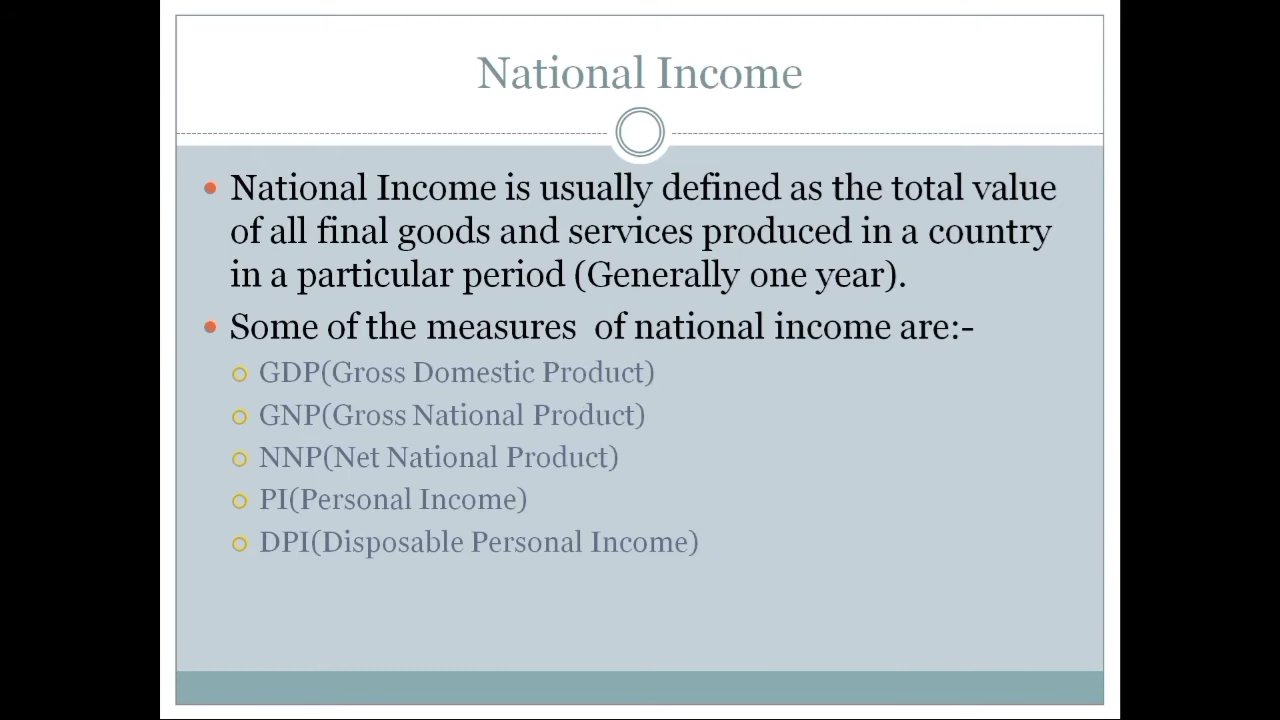 National Income
National Income is usually defined as the total value
of all final goods and services produced in a country
in a particular period (Generally one year).
Some of the measures  of national income are:-
GDP(Gross Domestic Product)
GNP(Gross National Product)
NNP(Net National Product)
PI(Personal Income)
DPI(Disposable Personal Income)